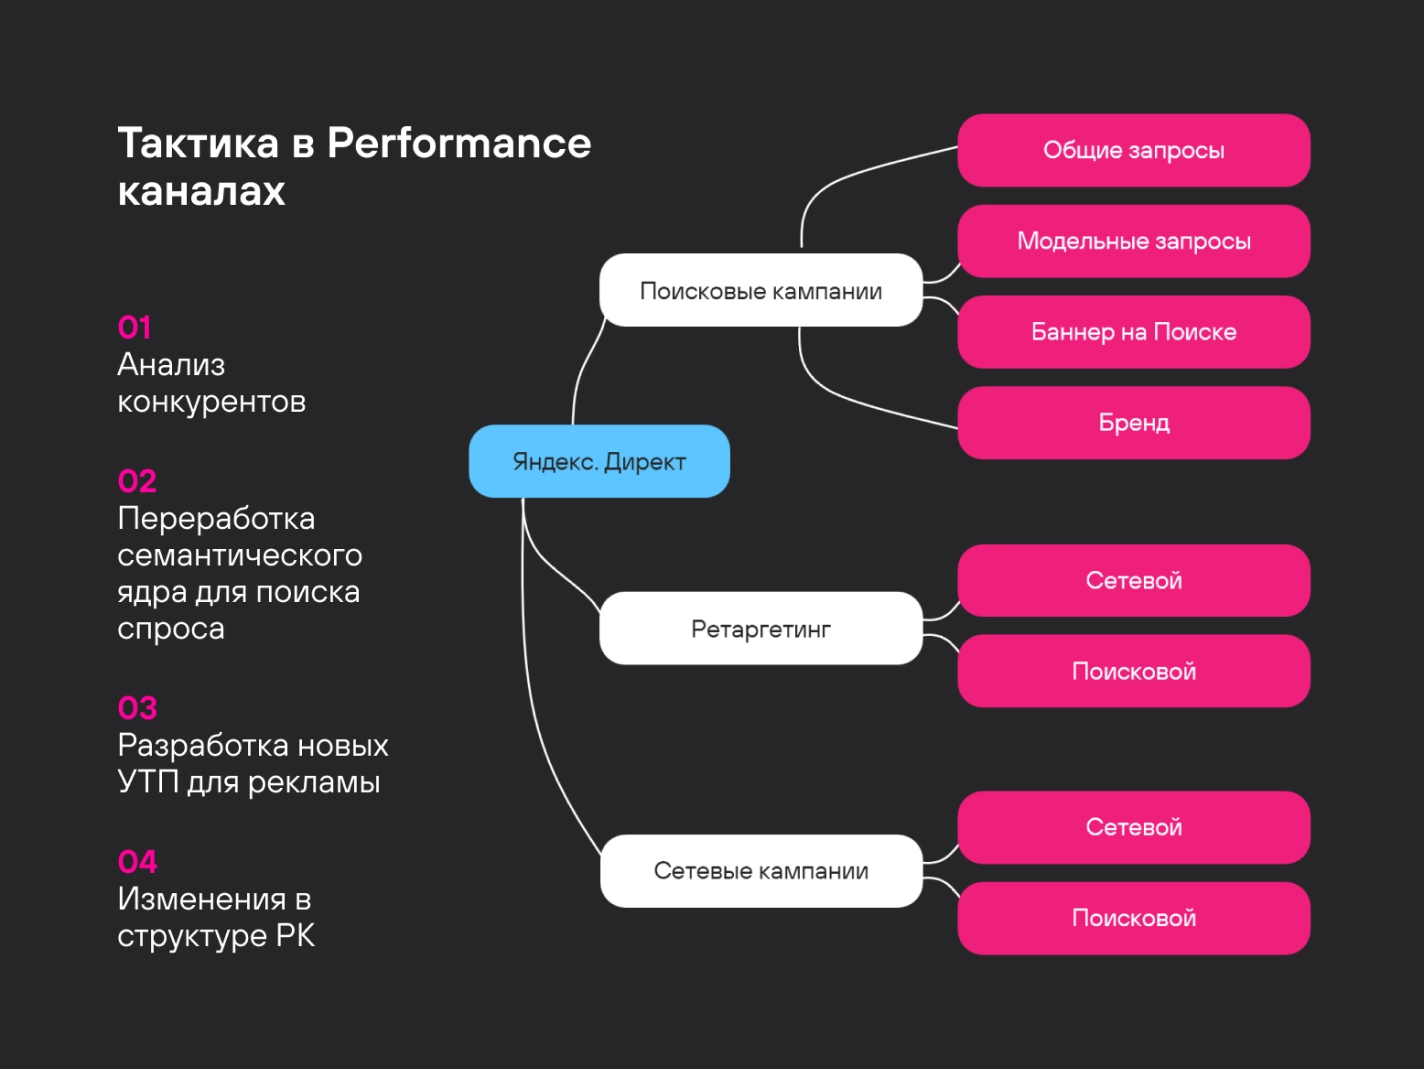 Тактика в Performance
каналах
01
Анализ
конкурентов
02
Переработка
семантического
ядра для поиска
спроса
03
Разработка новых
УТП для рекламы
04
Изменения в
структуре РК
Яндекс. Директ
Поисковые кампании
Общие запросы
Модельные запросы
Баннер на Поиске
Бренд
Ретаргетинг
Сетевой
Поисковой
Сетевые кампании
Сетевой
Поисковой